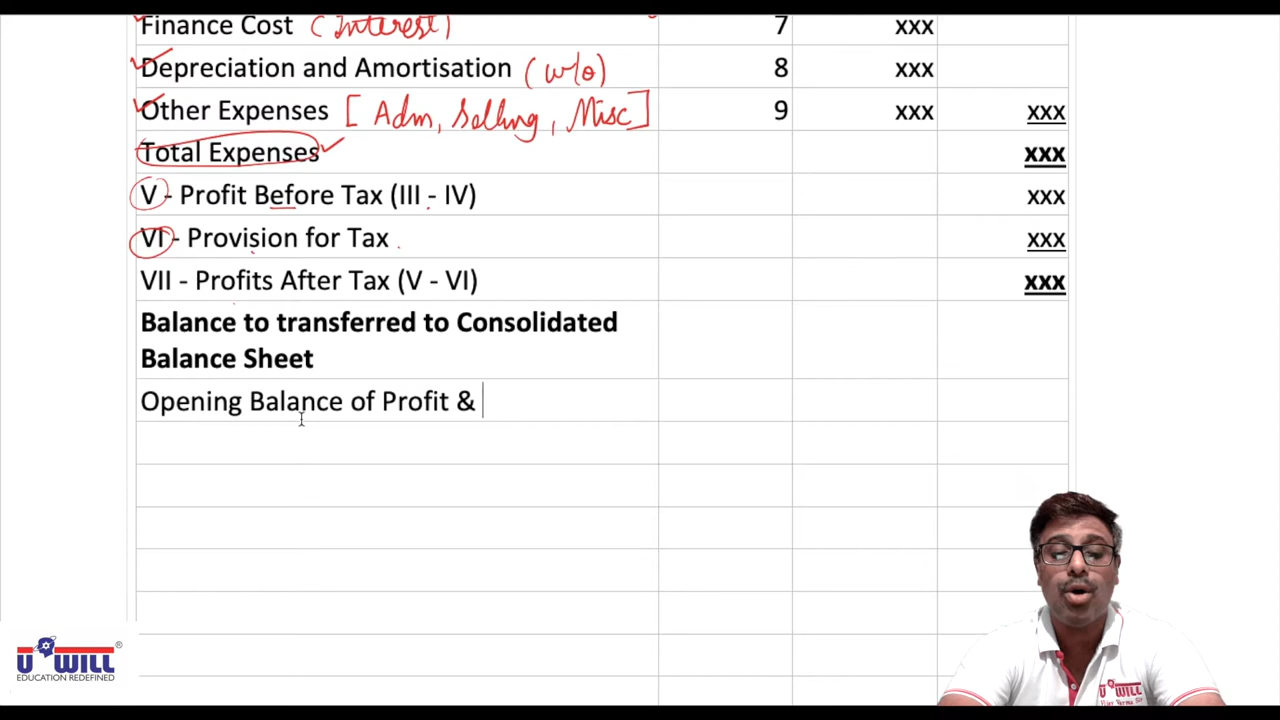 Finance Cost (Interest) 7 xxx
Depreciation and Amortisation (w/o) 8 xxx
Other Expenses [Adm, Selling, Misc] 9 xxx xxx
Total Expenses xxx
V - Profit Before Tax (III - IV) xxx
VI - Provision for Tax xxx
VII - Profits After Tax (V - VI) xxx
Balance to transferred to Consolidated
Balance Sheet
Opening Balance of Profit &
U WILL ®
EDUCATION REDEFINED
U WILL